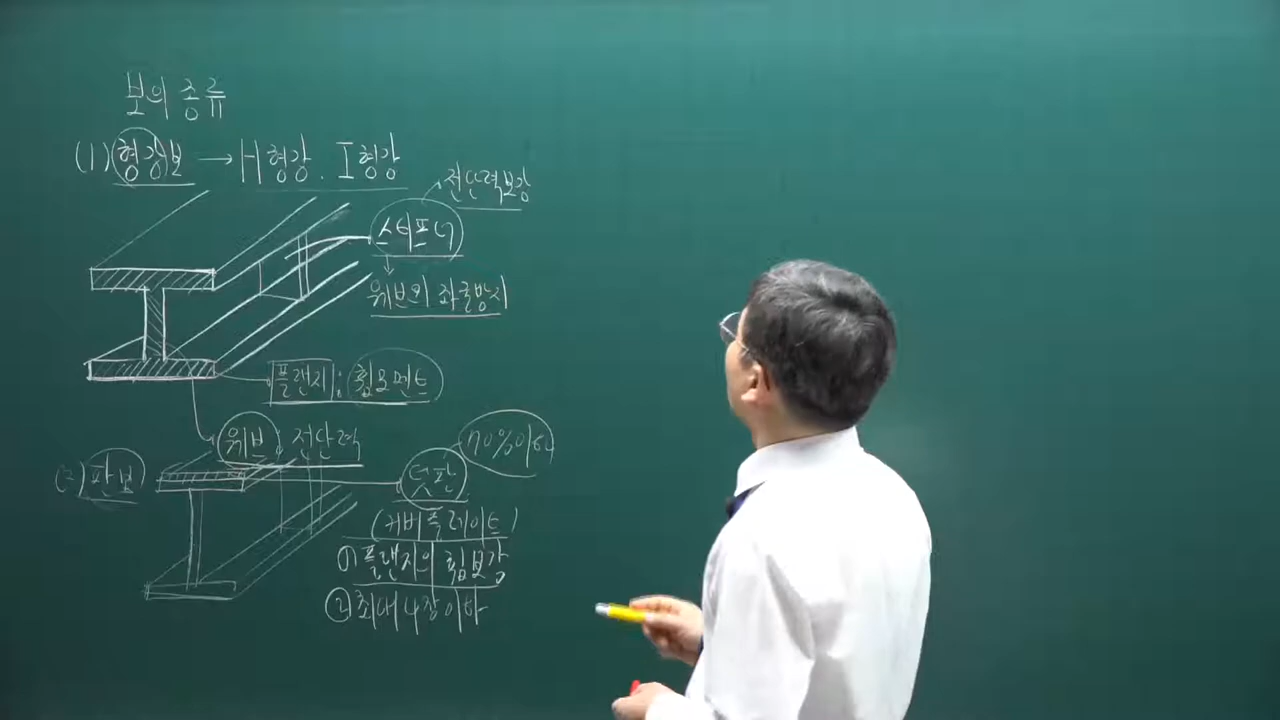 보의 종류
(1) 형강보 → H형강. I형강
전단력보강
스티프너
웨브의 좌굴방지
플랜지: 휨모멘트
웨브 전단력
70%이하
(2) 판보
덧판
(커버플레이트)
① 플랜지의 휨보강
② 최대 4장이하